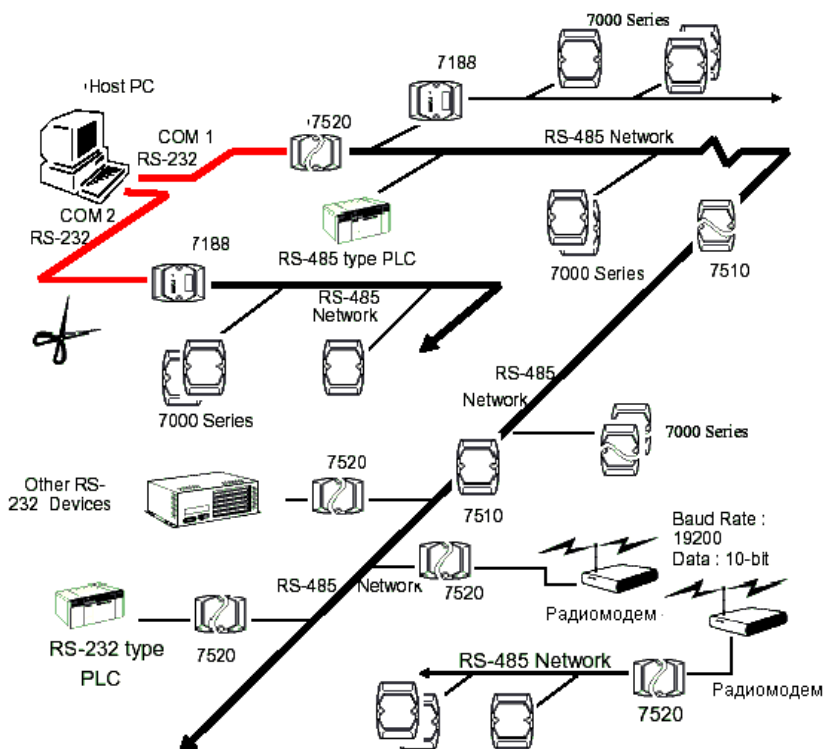 7000 Series
7188
Host PC
7520
COM 1
RS-232
RS-485 Network
COM 2
RS-232
7188
RS-485 type PLC
7000 Series
7510
RS-485
Network
7000 Series
RS-485
Network
7000 Series
7520
Other RS-
232 Devices
7510
Baud Rate :
19200
Data : 10-bit
RS-485 Network
7520
Радиомодем
RS-232 type
PLC
7520
RS-485 Network
7520
Радиомодем